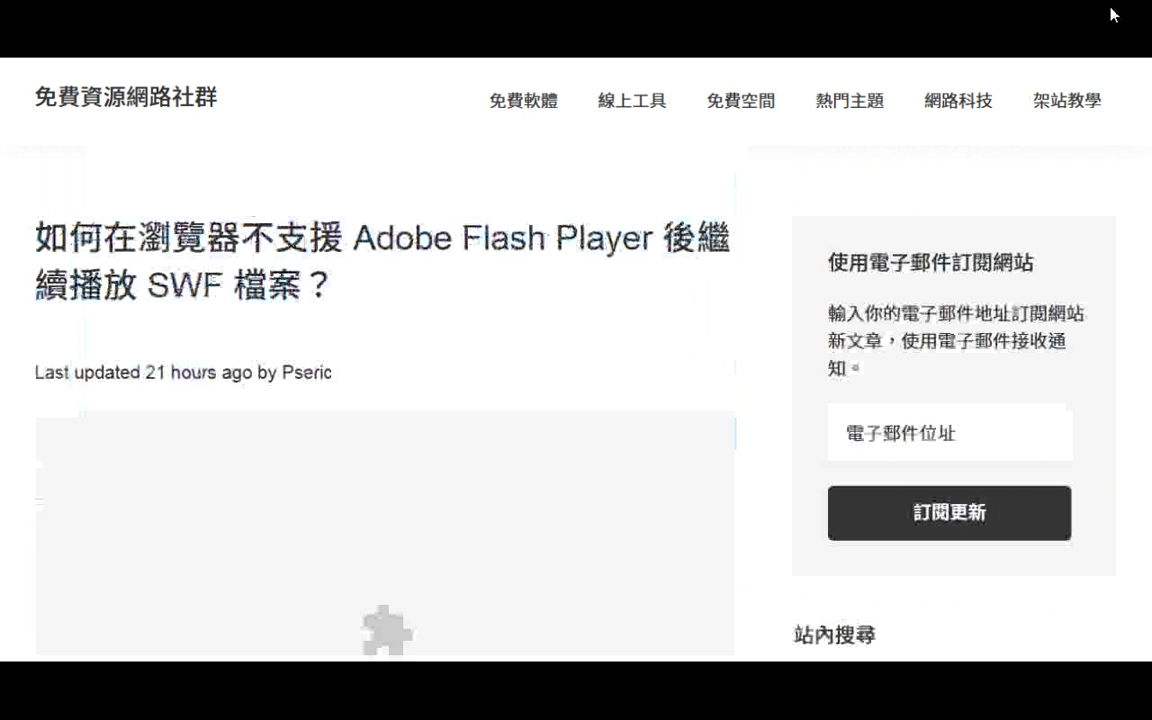 免費資源網路社群
免費軟體 線上工具 免費空間 熱門主題 網路科技 架站教學
如何在瀏覽器不支援 Adobe Flash Player 後繼
續播放 SWF 檔案？
Last updated 21 hours ago by Pseric
使用電子郵件訂閱網站
輸入你的電子郵件地址訂閱網站
新文章，使用電子郵件接收通
知。
電子郵件位址
訂閱更新
站內搜尋